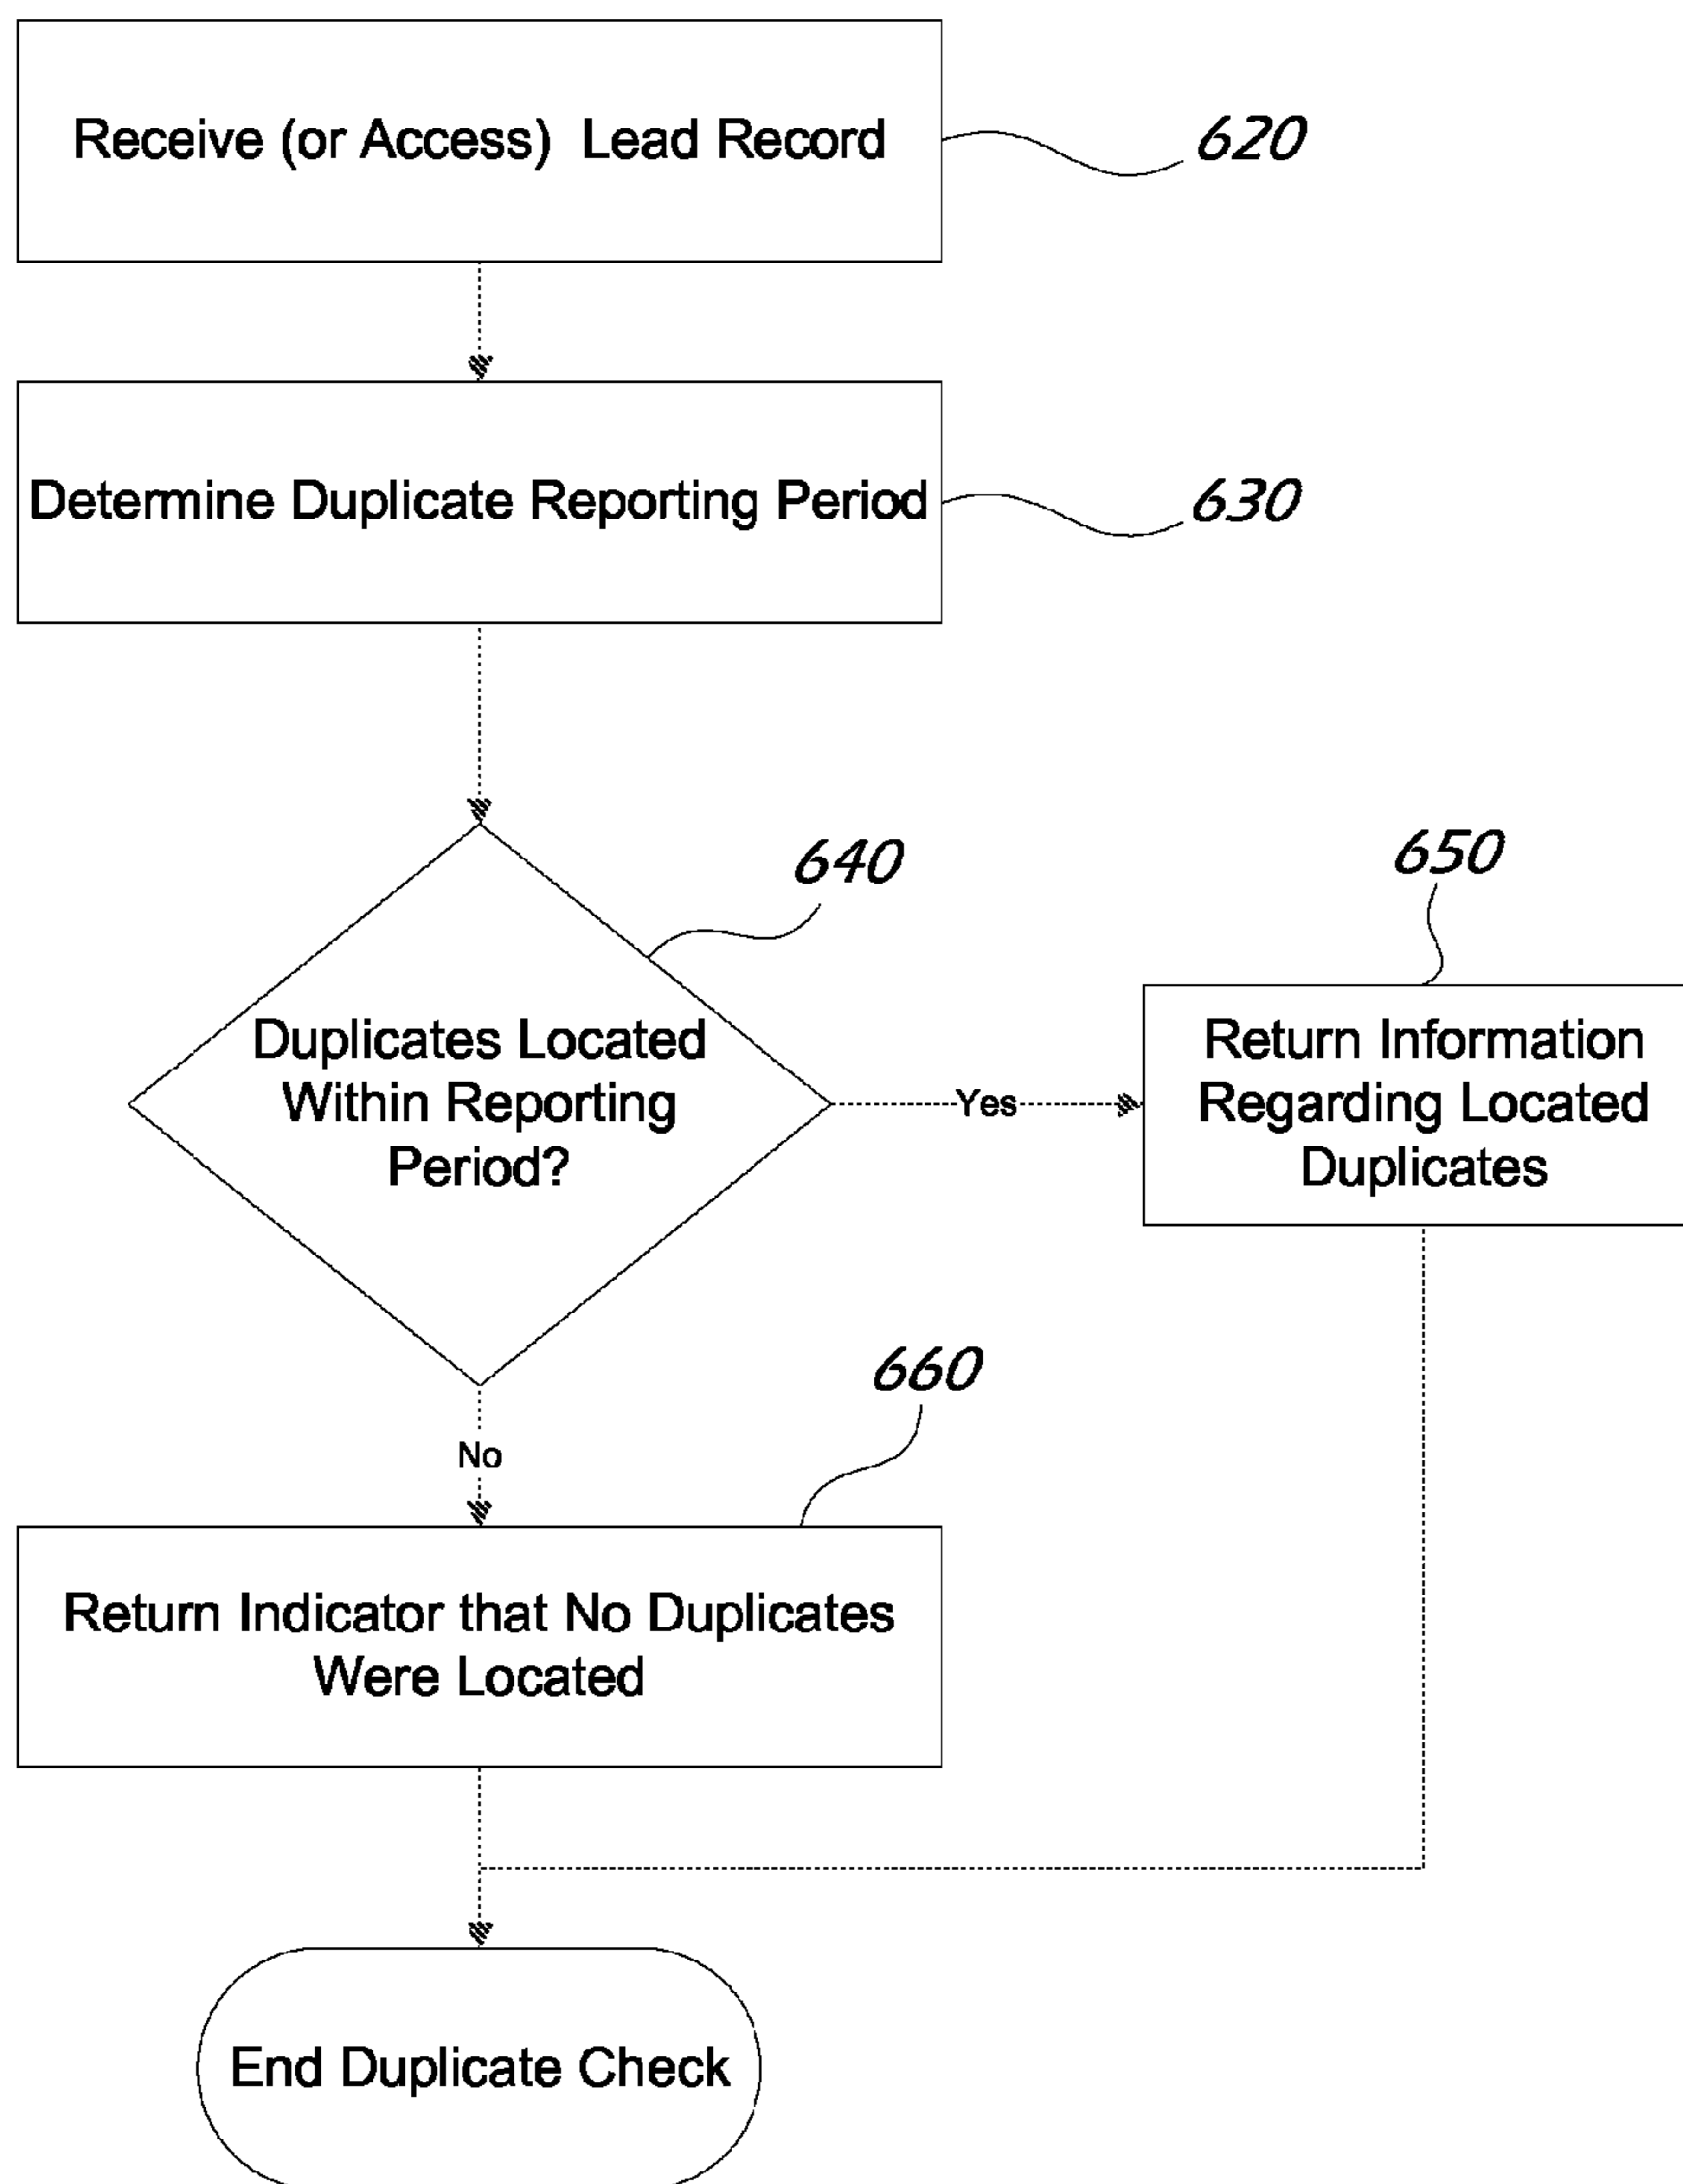 Receive (or Access) Lead Record
620
Determine Duplicate Reporting Period
630
640
650
Duplicates Located
Within Reporting
Period?
Yes
Return Information
Regarding Located
Duplicates
660
No
Return Indicator that No Duplicates
Were Located
End Duplicate Check